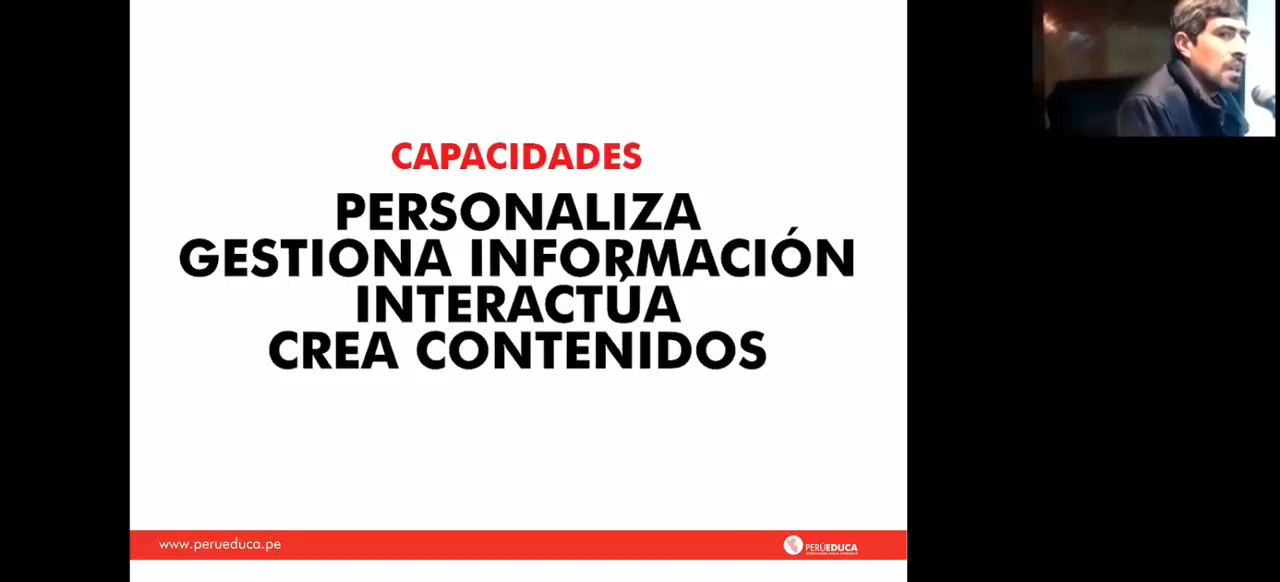 CAPACIDADES
PERSONALIZA
GESTIONA INFORMACIÓN
INTERACTÚA
CREA CONTENIDOS
www.perueduca.pe
PERÚEDUCA